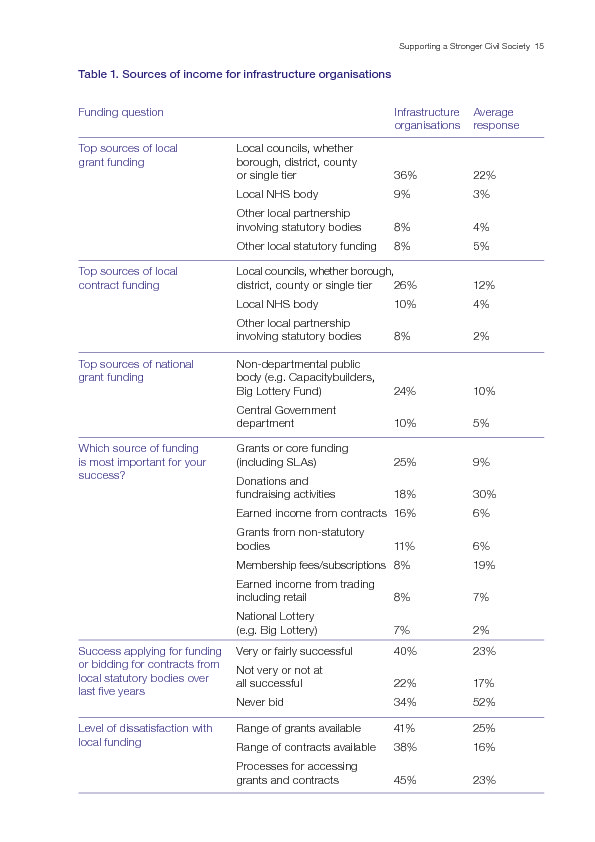 Supporting a Stronger Civil Society 15
Table 1. Sources of income for infrastructure organisations
Funding question
Infrastructure organisations
Average response
Top sources of local
grant funding
Local councils, whether
borough, district, county
or single tier 36% 22%
Local NHS body 9% 3%
Other local partnership
involving statutory bodies 8% 4%
Other local statutory funding 8% 5%
Top sources of local
contract funding
Local councils, whether borough,
district, county or single tier 26% 12%
Local NHS body 10% 4%
Other local partnership
involving statutory bodies 8% 2%
Top sources of national
grant funding
Non-departmental public
body (e.g. Capacitybuilders,
Big Lottery Fund) 24% 10%
Central Government
department 10% 5%
Which source of funding
is most important for your
success?
Grants or core funding
(including SLAs) 25% 9%
Donations and
fundraising activities 18% 30%
Earned income from contracts 16% 6%
Grants from non-statutory
bodies 11% 6%
Membership fees/subscriptions 8% 19%
Earned income from trading
including retail 8% 7%
National Lottery
(e.g. Big Lottery) 7% 2%
Success applying for funding
or bidding for contracts from
local statutory bodies over
last five years
Very or fairly successful 40% 23%
Not very or not at
all successful 22% 17%
Never bid 34% 52%
Level of dissatisfaction with
local funding
Range of grants available 41% 25%
Range of contracts available 38% 16%
Processes for accessing
grants and contracts 45% 23%